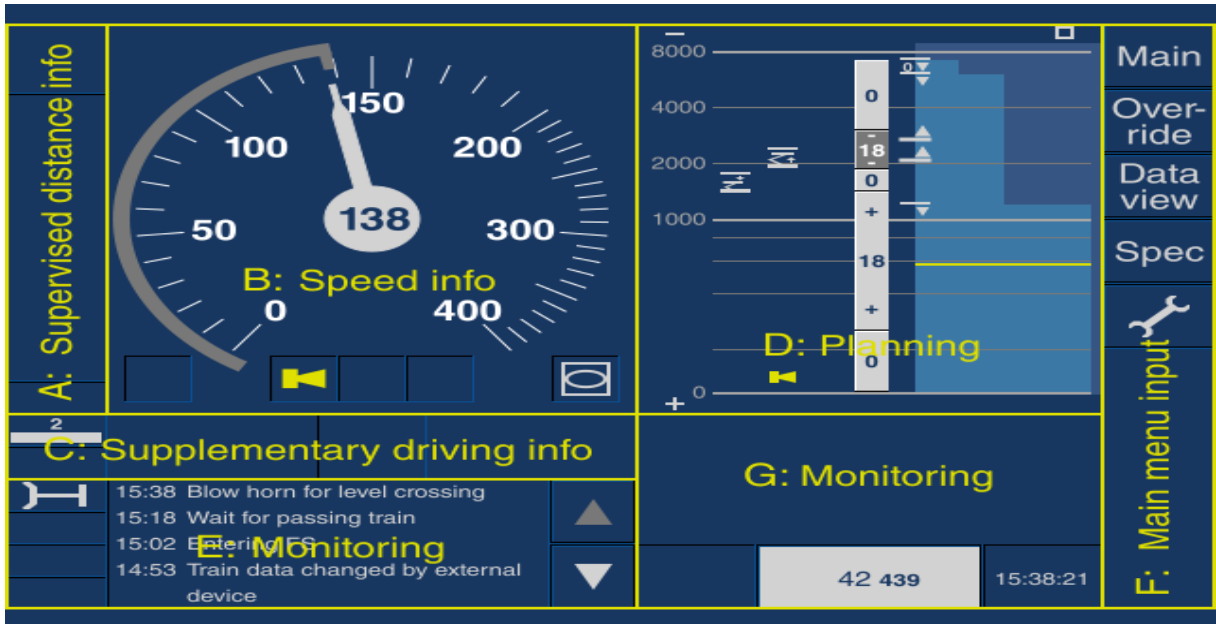 A: Supervised distance info
50
100
150
200
300
400
0
138
B: Speed info
8000
4000
2000
1000
0
0
-
18
-
0
+
18
+
0
0
D: Planning
Main
Over-
ride
Data
view
Spec
F: Main menu input
2
C: Supplementary driving info
15:38 Blow horn for level crossing
15:18 Wait for passing train
15:02 Entering FS
14:53 Train data changed by external
device
E: Monitoring
G: Monitoring
42 439
15:38:21